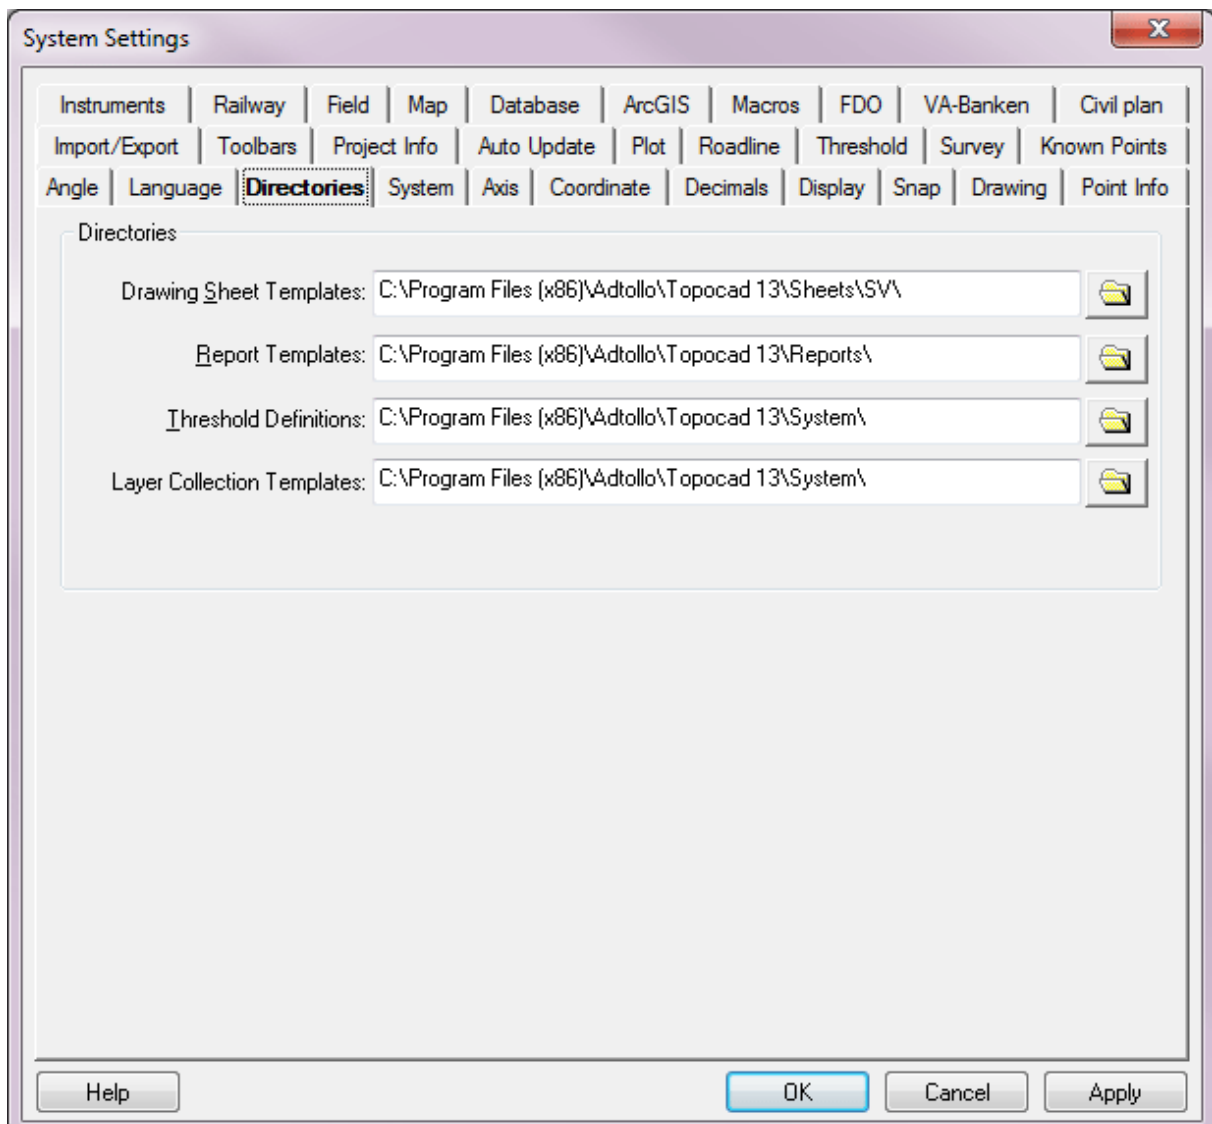 System Settings
Instruments Railway Field Map Database ArcGIS Macros FDO VA-Banken Civil plan
Import/Export Toolbars Project Info Auto Update Plot Roadline Threshold Survey Known Points
Angle Language Directories System Axis Coordinate Decimals Display Snap Drawing Point Info
Directories
Drawing Sheet Templates: C:\Program Files (x86)\Adtollo\Topocad 13\Sheets\SV\
Report Templates: C:\Program Files (x86)\Adtollo\Topocad 13\Reports\
Threshold Definitions: C:\Program Files (x86)\Adtollo\Topocad 13\System\
Layer Collection Templates: C:\Program Files (x86)\Adtollo\Topocad 13\System\
Help OK Cancel Apply